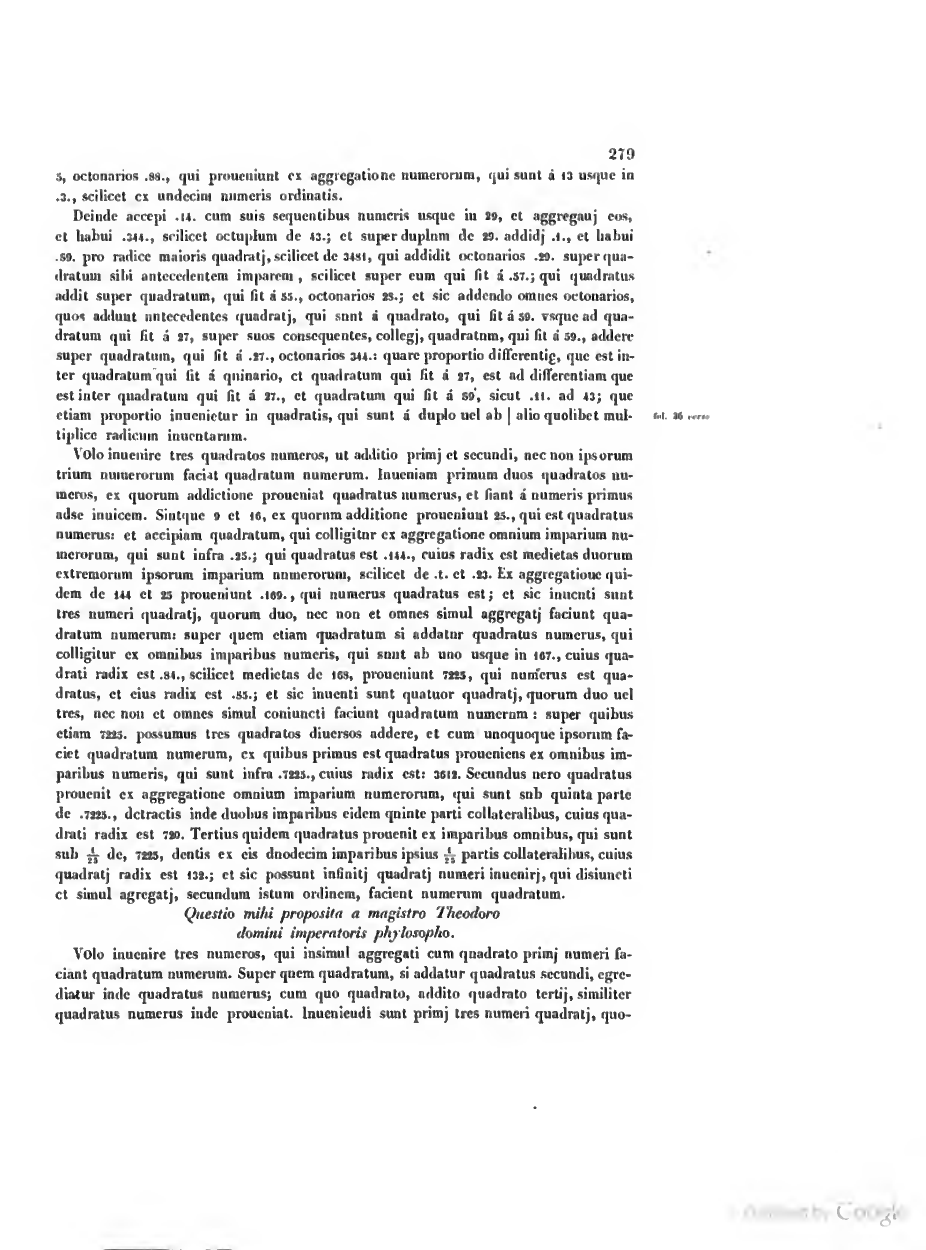 279
5, octonarios .88., qui proueniunt ex aggregatione numerorum, qui sunt á 13 usque in
.3., scilicet ex undecim numeris ordinatis.
Deinde accepi .14. cum suis sequentibus numeris usque in 29, et aggregauj eos,
et habui .344., scilicet octuplum de 43.; et super duplum de 29. addidj .1., et habui
.59. pro radice maioris quadratj, scilicet de 3481, qui addidit octonarios .29. super qua-
dratum sibi antecedentem imparem, scilicet super eum qui fit á .57.; qui quadratus
addit super quadratum, qui fit á 55., octonarios 28.; et sic addendo omnes octonarios,
quos addunt antecedentes quadratj, qui sunt á quadrato, qui fit á 59. vsque ad qua-
dratum qui fit á 27, super suos consequentes, collegj, quadratum, qui fit á 59., addere
super quadratum, qui fit á .27., octonarios 344.: quare proportio differentię, que est in-
ter quadratum qui fit á quinario, et quadratum qui fit á 27, est ad differentiam que
est inter quadratum qui fit á 27., et quadratum qui fit á 59, sicut .11. ad 43; que
etiam proportio inuenietur in quadratis, qui sunt á duplo uel ab | alio quolibet mul- fol. 36 verso
tiplice radicum inuentarum.
Volo inuenire tres quadratos numeros, ut additio primj et secundi, nec non ipsorum
trium numerorum faciat quadratum numerum. Inueniam primum duos quadratos nu-
meros, ex quorum addictione proueniat quadratus numerus, et fiant á numeris primus
adse inuicem. Sintque 9 et 16, ex quorum additione proueniunt 25., qui est quadratus
numerus: et accipiam quadratum, qui colligitur ex aggregatione omnium imparium nu-
merorum, qui sunt infra .25.; qui quadratus est .144., cuius radix est medietas duorum
extremorum ipsorum imparium numerorum, scilicet de .1. et .23. Ex aggregatioue qui-
dem de 144 et 25 proueniunt .169., qui numerus quadratus est; et sic inuenti sunt
tres numeri quadratj, quorum duo, nec non et omnes simul aggregatj faciunt qua-
dratum numerum: super quem etiam quadratum si addatur quadratus numerus, qui
colligitur ex omnibus imparibus numeris, qui sunt ab uno usque in 167., cuius qua-
drati radix est .84., scilicet medietas de 168, proueniunt 7225, qui numerus est qua-
dratus, et eius radix est .85.; et sic inuenti sunt quatuor quadratj, quorum duo uel
tres, nec non et omnes simul coniuncti faciunt quadratum numerum : super quibus
etiam 7225. possumus tres quadratos diuersos addere, et cum unoquoque ipsorum fa-
ciet quadratum numerum, ex quibus primus est quadratus proueniens ex omnibus im-
paribus numeris, qui sunt infra .7225., cuius radix est: 3612. Secundus uero quadratus
prouenit ex aggregatione omnium imparium numerorum, qui sunt sub quinta parte
de .7225., detractis inde duobus imparibus eidem quinte parti collateralibus, cuius qua-
drati radix est 720. Tertius quidem quadratus prouenit ex imparibus omnibus, qui sunt
sub 1/25 de, 7225, dentis ex eis duodecim imparibus ipsius 1/25 partis collateralibus, cuius
quadratj radix est 132.; et sic possunt infinitj quadratj numeri inuenirj, qui disiuncti
et simul agregatj, secundum istum ordinem, facient numerum quadratum.
Questio mihi proposita a magistro Theodoro
domini imperatoris phylosopho.
Volo inuenire tres numeros, qui insimul aggregati cum quadrato primj numeri fa-
ciant quadratum numerum. Super quem quadratum, si addatur quadratus secundi, egre-
diatur inde quadratus numerus; cum quo quadrato, addito quadrato tertij, similiter
quadratus numerus inde proueniat. Inueniendi sunt primj tres numeri quadratj, quo-
Digitized by Google